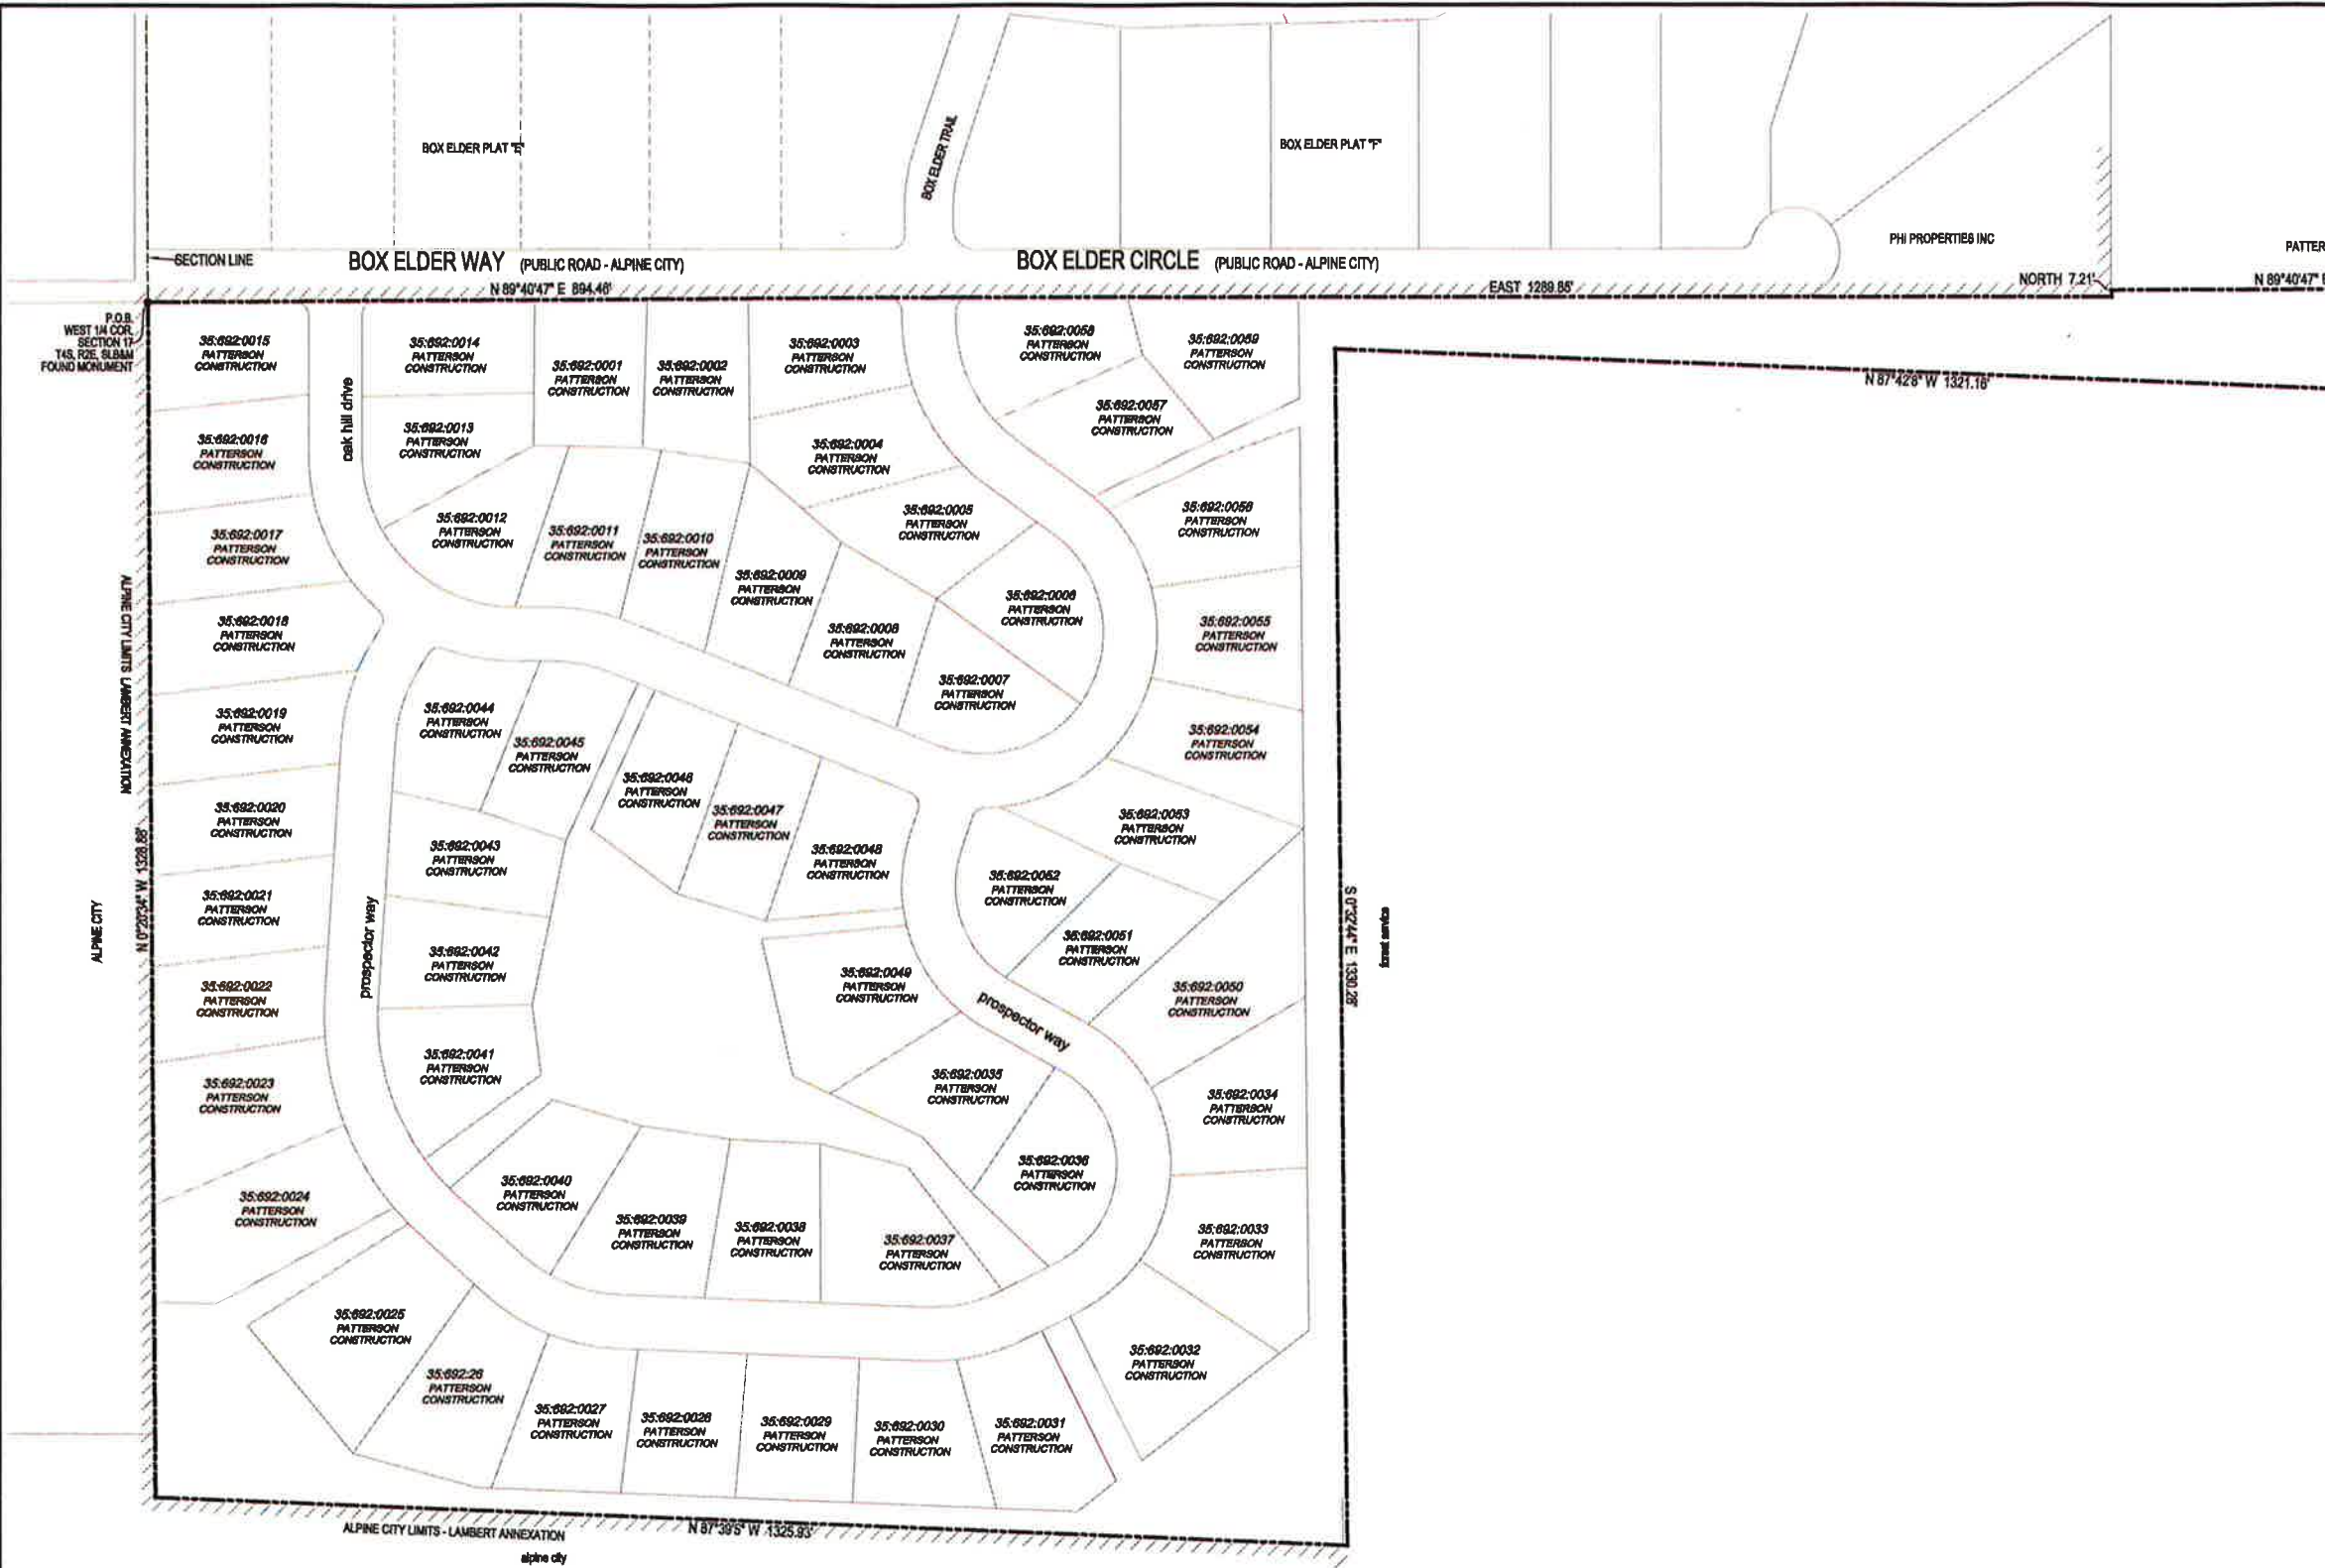 BOX ELDER PLAT "E"
BOX ELDER TRAIL
BOX ELDER PLAT "F"
PHI PROPERTIES INC
PATTER
SECTION LINE
BOX ELDER WAY (PUBLIC ROAD - ALPINE CITY)
BOX ELDER CIRCLE (PUBLIC ROAD - ALPINE CITY)
N 89°40'47" E 894.46'
EAST 1289.85'
NORTH 7.21'
N 89°40'47" E
P.O.B.
WEST 1/4 COR.
SECTION 17
T4S, R2E, SLB&M
FOUND MONUMENT
N 87°42'8" W 1321.16'
35:692:0015
PATTERSON
CONSTRUCTION
oak hill drive
35:692:0014
PATTERSON
CONSTRUCTION
35:692:0001
PATTERSON
CONSTRUCTION
35:692:0002
PATTERSON
CONSTRUCTION
35:692:0003
PATTERSON
CONSTRUCTION
35:692:0058
PATTERSON
CONSTRUCTION
35:692:0059
PATTERSON
CONSTRUCTION
35:692:0016
PATTERSON
CONSTRUCTION
35:692:0013
PATTERSON
CONSTRUCTION
35:692:0004
PATTERSON
CONSTRUCTION
35:692:0057
PATTERSON
CONSTRUCTION
35:692:0017
PATTERSON
CONSTRUCTION
35:692:0012
PATTERSON
CONSTRUCTION
35:692:0011
PATTERSON
CONSTRUCTION
35:692:0010
PATTERSON
CONSTRUCTION
35:692:0005
PATTERSON
CONSTRUCTION
35:692:0056
PATTERSON
CONSTRUCTION
35:692:0009
PATTERSON
CONSTRUCTION
35:692:0006
PATTERSON
CONSTRUCTION
35:692:0018
PATTERSON
CONSTRUCTION
35:692:0008
PATTERSON
CONSTRUCTION
35:692:0055
PATTERSON
CONSTRUCTION
35:692:0007
PATTERSON
CONSTRUCTION
ALPINE CITY LIMITS LAMBERT ANNEXATION
35:692:0019
PATTERSON
CONSTRUCTION
35:692:0044
PATTERSON
CONSTRUCTION
35:692:0045
PATTERSON
CONSTRUCTION
35:692:0054
PATTERSON
CONSTRUCTION
35:692:0046
PATTERSON
CONSTRUCTION
35:692:0020
PATTERSON
CONSTRUCTION
35:692:0047
PATTERSON
CONSTRUCTION
35:692:0053
PATTERSON
CONSTRUCTION
35:692:0043
PATTERSON
CONSTRUCTION
35:692:0048
PATTERSON
CONSTRUCTION
35:692:0052
PATTERSON
CONSTRUCTION
N 0°20'34" W 1328.88'
ALPINE CITY
35:692:0021
PATTERSON
CONSTRUCTION
prospector way
35:692:0042
PATTERSON
CONSTRUCTION
35:692:0051
PATTERSON
CONSTRUCTION
S 0°32'44" E 1330.28'
forest service
35:692:0022
PATTERSON
CONSTRUCTION
35:692:0049
PATTERSON
CONSTRUCTION
35:692:0050
PATTERSON
CONSTRUCTION
prospector way
35:692:0041
PATTERSON
CONSTRUCTION
35:692:0023
PATTERSON
CONSTRUCTION
35:692:0035
PATTERSON
CONSTRUCTION
35:692:0034
PATTERSON
CONSTRUCTION
35:692:0024
PATTERSON
CONSTRUCTION
35:692:0040
PATTERSON
CONSTRUCTION
35:692:0036
PATTERSON
CONSTRUCTION
35:692:0039
PATTERSON
CONSTRUCTION
35:692:0038
PATTERSON
CONSTRUCTION
35:692:0037
PATTERSON
CONSTRUCTION
35:692:0033
PATTERSON
CONSTRUCTION
35:692:0025
PATTERSON
CONSTRUCTION
35:692:0032
PATTERSON
CONSTRUCTION
35:692:26
PATTERSON
CONSTRUCTION
35:692:0027
PATTERSON
CONSTRUCTION
35:692:0028
PATTERSON
CONSTRUCTION
35:692:0029
PATTERSON
CONSTRUCTION
35:692:0030
PATTERSON
CONSTRUCTION
35:692:0031
PATTERSON
CONSTRUCTION
ALPINE CITY LIMITS - LAMBERT ANNEXATION
N 87°39'5" W 1325.93'
alpine city